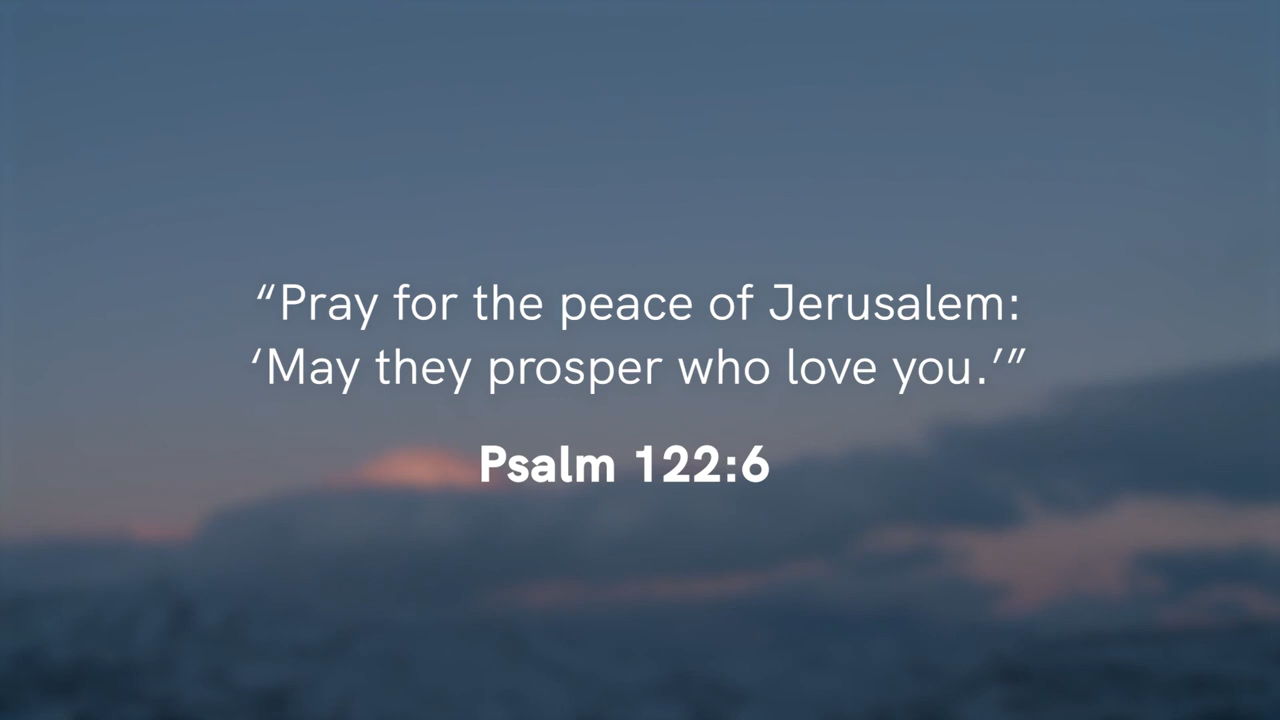 “Pray for the peace of Jerusalem:
‘May they prosper who love you.’”
Psalm 122:6